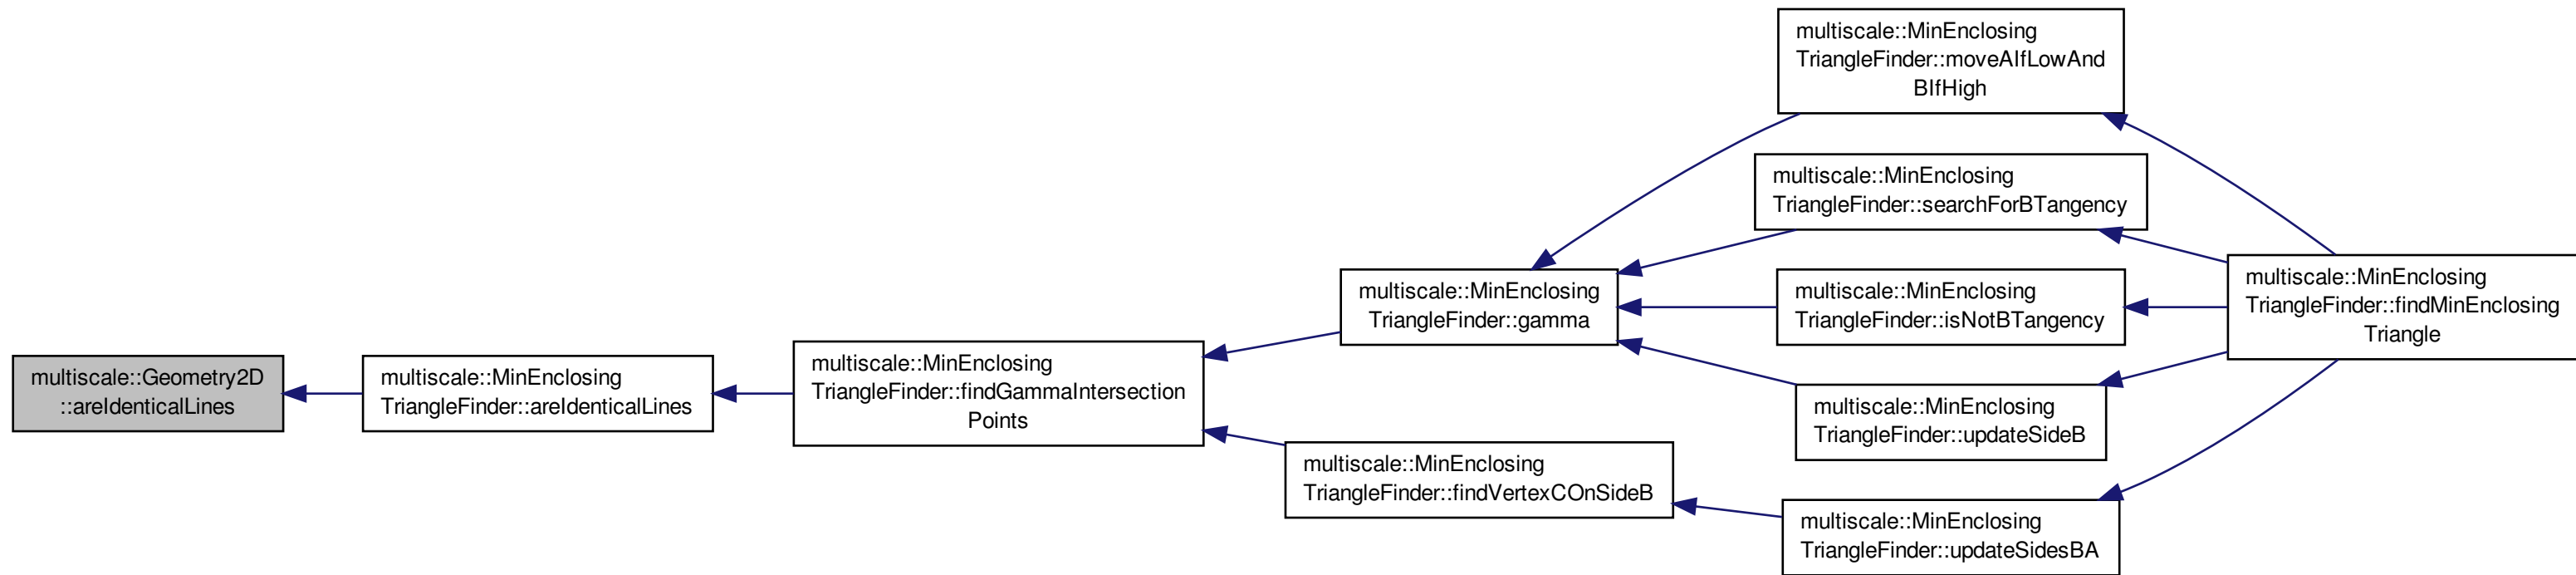 multiscale::Geometry2D
::areIdenticalLines
multiscale::MinEnclosing
TriangleFinder::areIdenticalLines
multiscale::MinEnclosing
TriangleFinder::findGammaIntersection
Points
multiscale::MinEnclosing
TriangleFinder::gamma
multiscale::MinEnclosing
TriangleFinder::findVertexCOnSideB
multiscale::MinEnclosing
TriangleFinder::moveAIfLowAnd
BIfHigh
multiscale::MinEnclosing
TriangleFinder::searchForBTangency
multiscale::MinEnclosing
TriangleFinder::isNotBTangency
multiscale::MinEnclosing
TriangleFinder::updateSideB
multiscale::MinEnclosing
TriangleFinder::updateSidesBA
multiscale::MinEnclosing
TriangleFinder::findMinEnclosing
Triangle